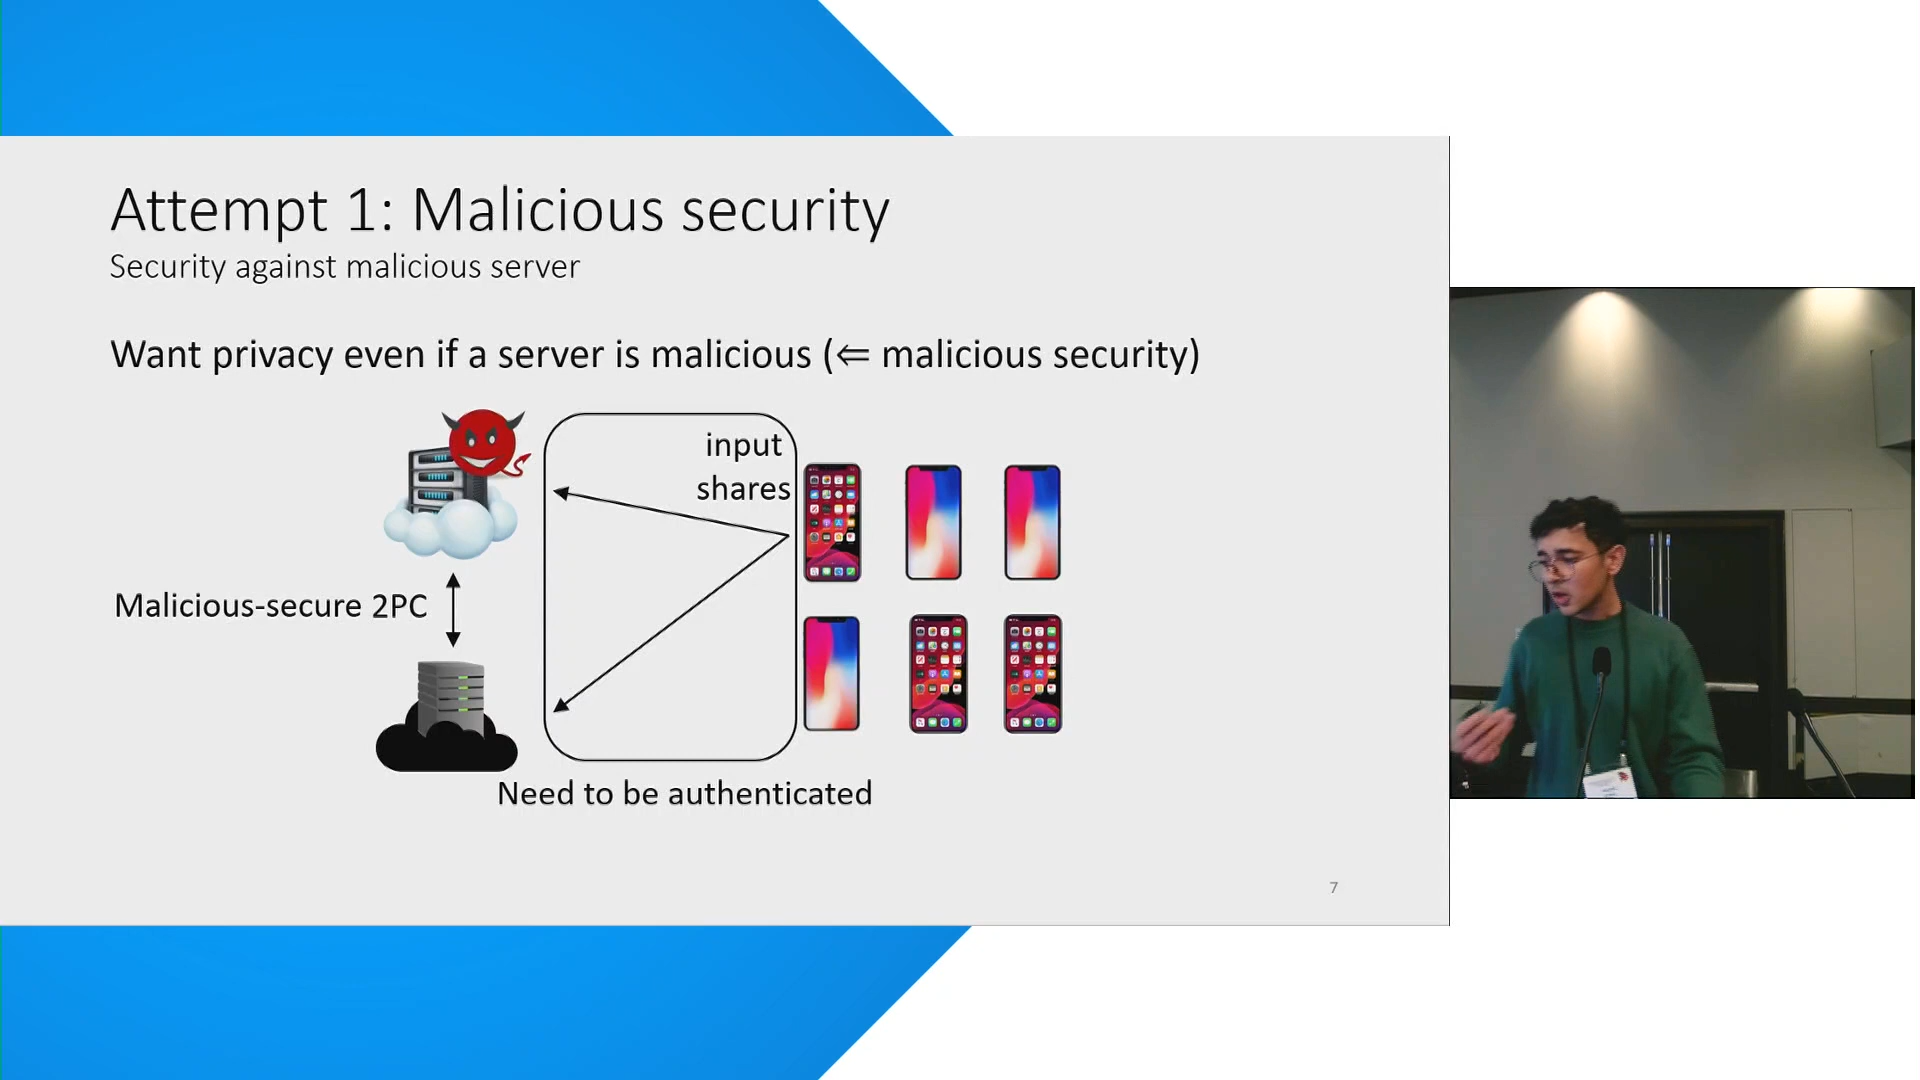 Attempt 1: Malicious security
Security against malicious server
Want privacy even if a server is malicious (⇐ malicious security)
input
shares
Malicious-secure 2PC
Need to be authenticated
7